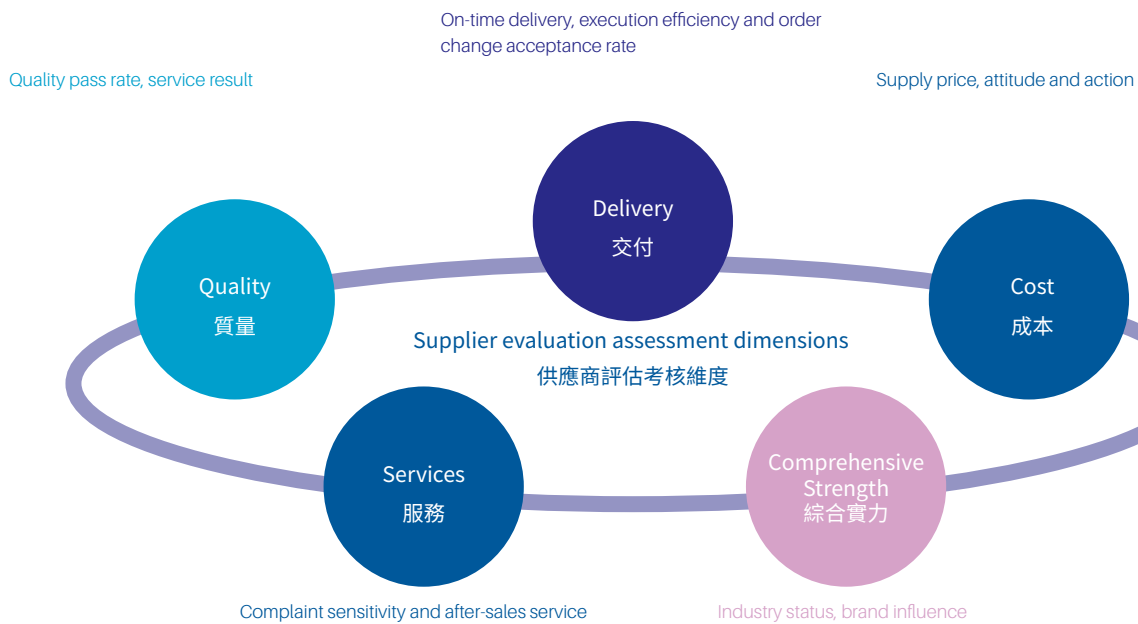 On-time delivery, execution efficiency and order
change acceptance rate
Quality pass rate, service result
Supply price, attitude and action
Delivery
交付
Quality
質量
Cost
成本
Supplier evaluation assessment dimensions
供應商評估考核維度
Services
服務
Comprehensive
Strength
綜合實力
Complaint sensitivity and after-sales service
Industry status, brand influence